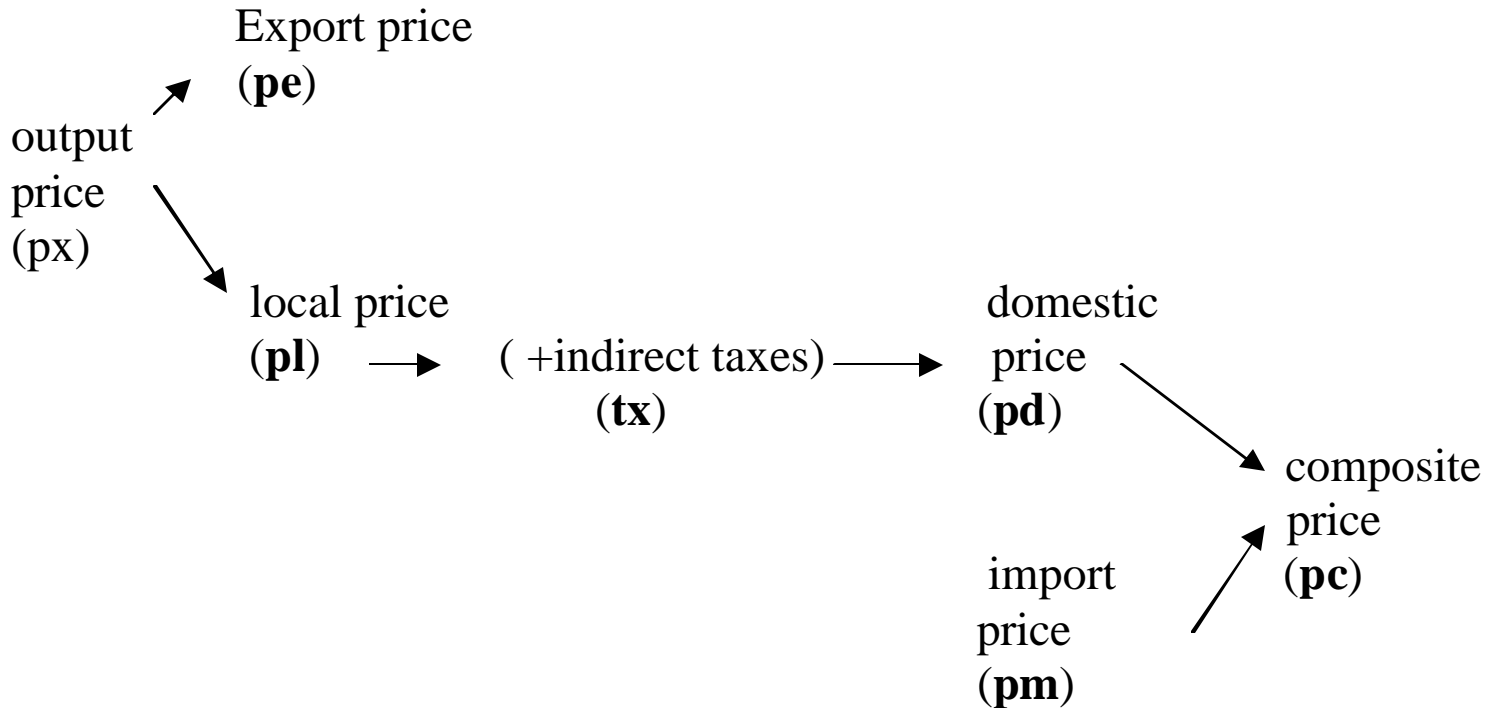 Export price
(pe)
output
price
(px)
local price
(pl)
( +indirect taxes)
(tx)
domestic
price
(pd)
composite
price
(pc)
import
price
(pm)